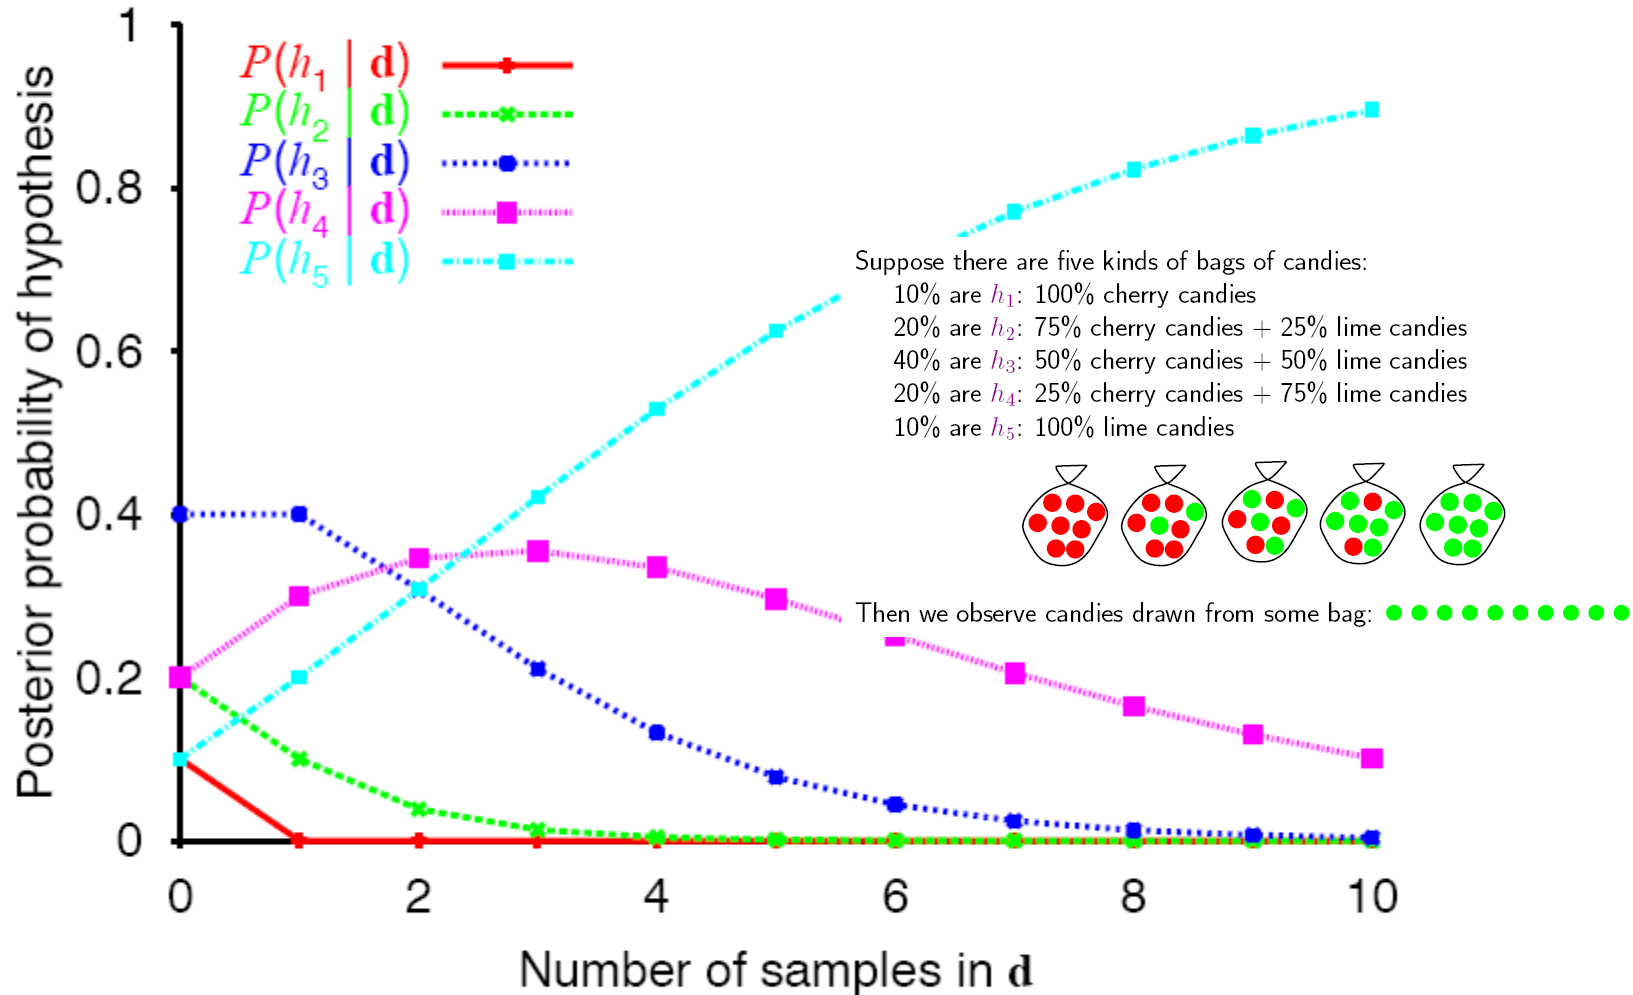 Posterior probability of hypothesis
1
0.8
0.6
0.4
0.2
0
P(h1 | d)
P(h2 | d)
P(h3 | d)
P(h4 | d)
P(h5 | d)
Suppose there are five kinds of bags of candies:
10% are h1: 100% cherry candies
20% are h2: 75% cherry candies + 25% lime candies
40% are h3: 50% cherry candies + 50% lime candies
20% are h4: 25% cherry candies + 75% lime candies
10% are h5: 100% lime candies
Then we observe candies drawn from some bag:
0 2 4 6 8 10
Number of samples in d